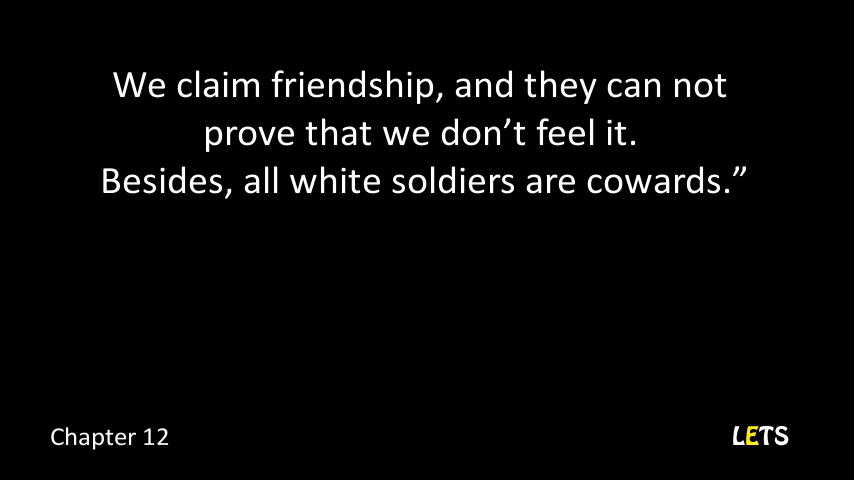 We claim friendship, and they can not
prove that we don’t feel it.
Besides, all white soldiers are cowards.”
Chapter 12
LETS